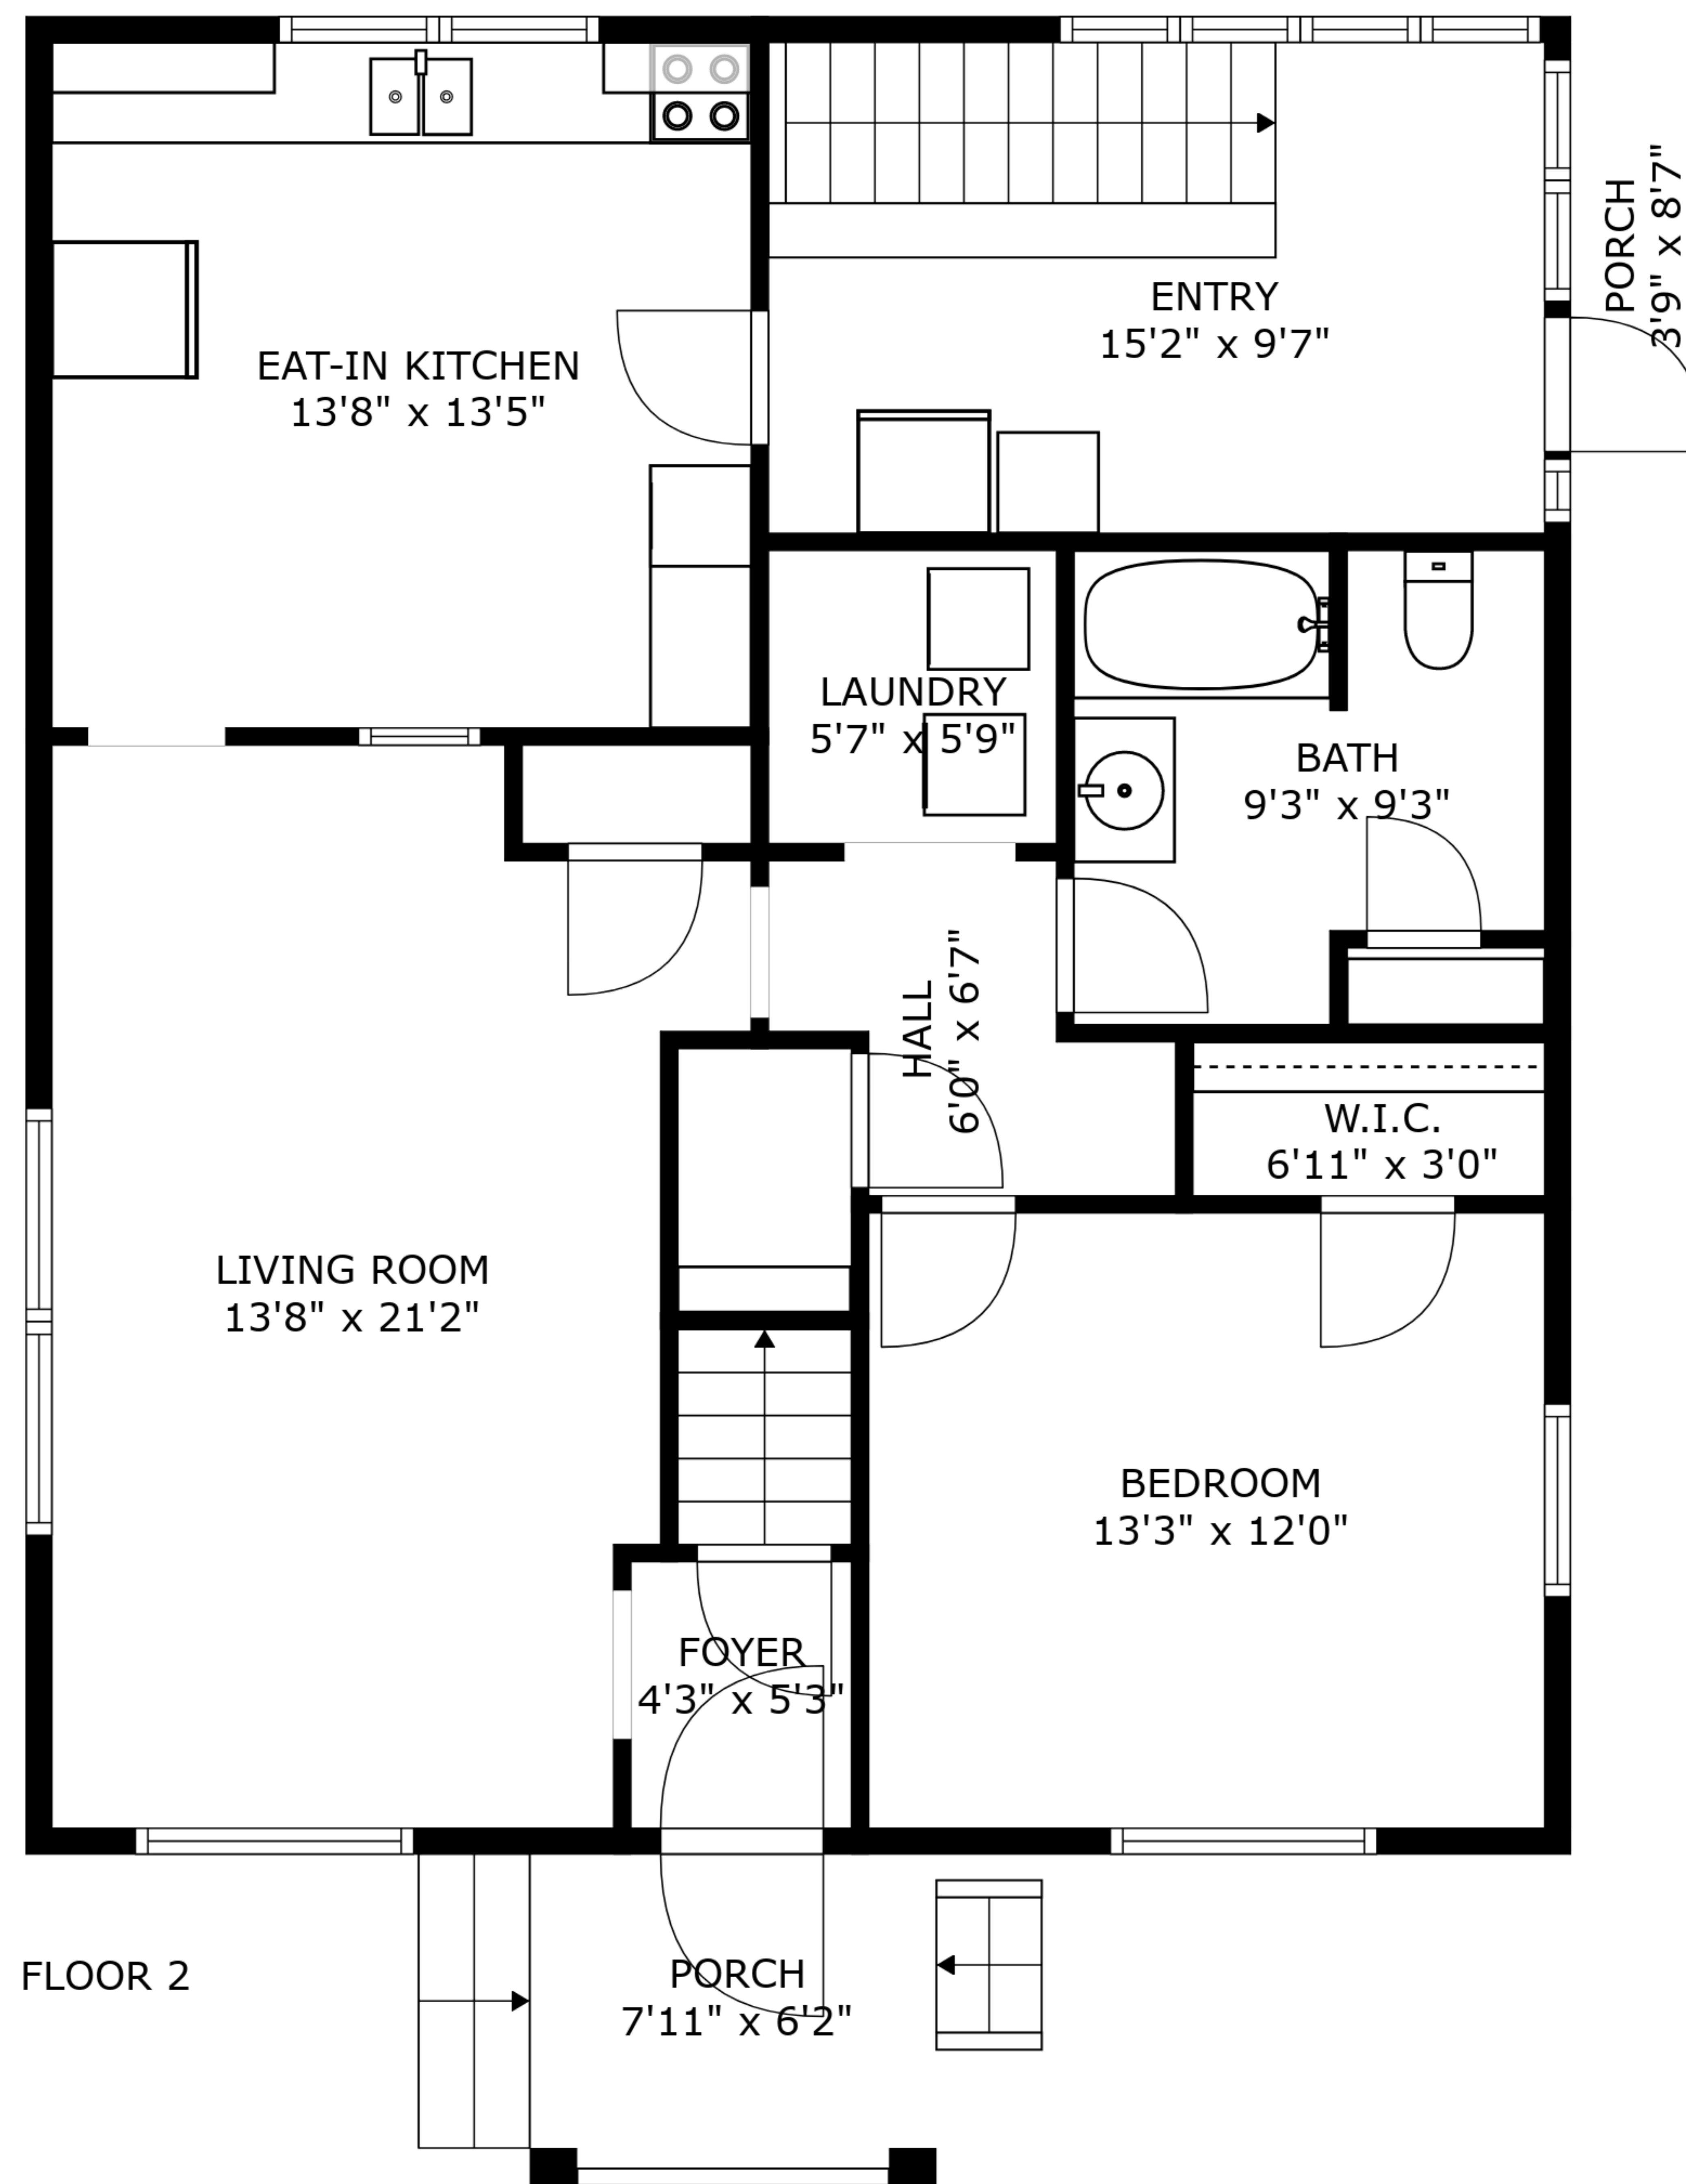 PORCH
3'9" x 8'7"
ENTRY
15'2" x 9'7"
EAT-IN KITCHEN
13'8" x 13'5"
LAUNDRY
5'7" x 5'9"
BATH
9'3" x 9'3"
HALL
6'0" x 6'7"
W.I.C.
6'11" x 3'0"
LIVING ROOM
13'8" x 21'2"
BEDROOM
13'3" x 12'0"
FOYER
4'3" x 5'3"
FLOOR 2
PORCH
7'11" x 6'2"